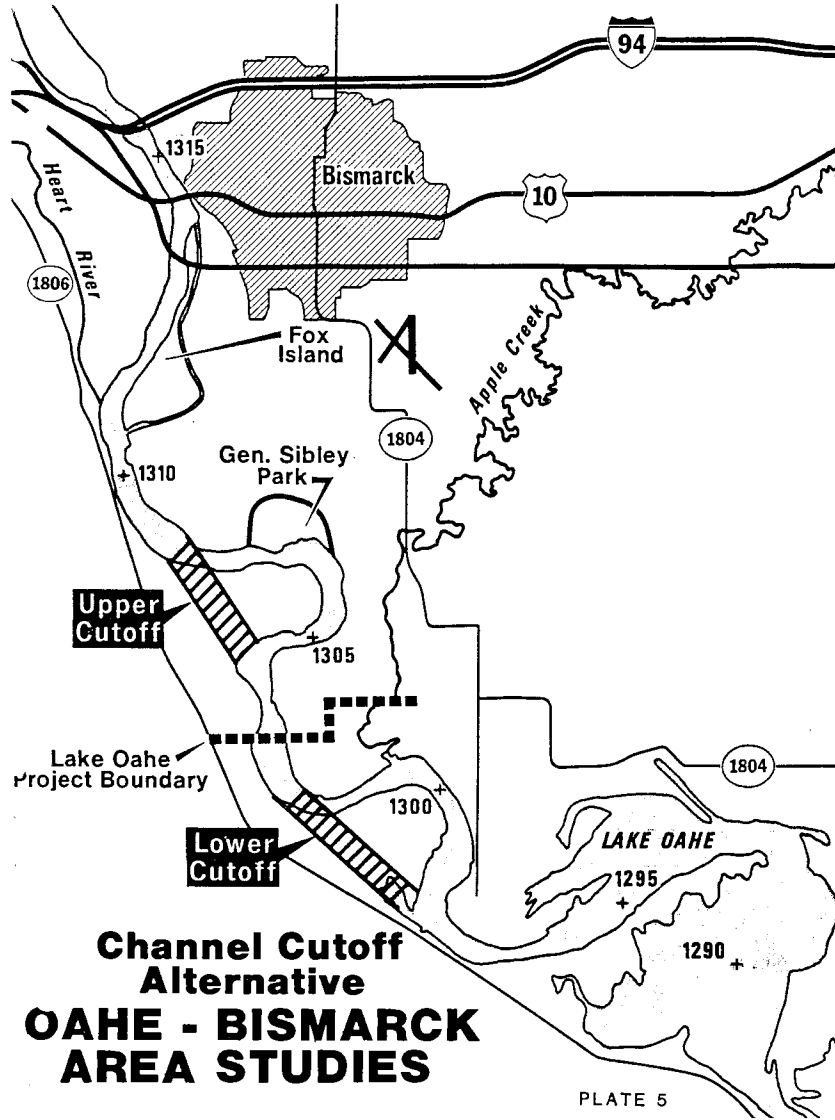 94
1315
Bismarck
10
Heart
River
1806
Fox
Island
Apple Creek
1804
Gen. Sibley
Park
1310
Upper
Cutoff
1305
Lake Oahe
Project Boundary
1804
1300
LAKE OAHE
Lower
Cutoff
1295
1290
Channel Cutoff
Alternative
OAHE - BISMARCK
AREA STUDIES
PLATE 5